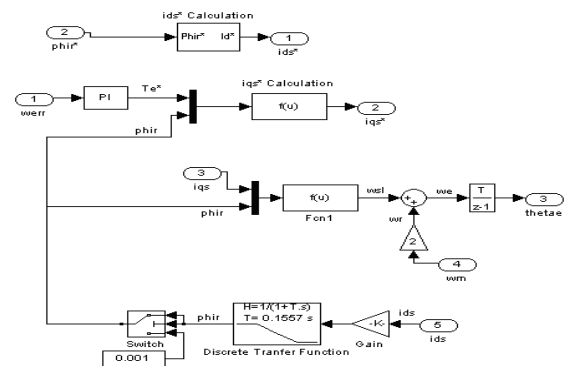 ids* Calculation
2
phir*
Phir* Id*
1
ids*
iqs* Calculation
1
werr
PI
Te*
f(u)
2
iqs*
phir
3
iqs
phir
f(u)
Fcn1
wsl
+
+
we
T
z-1
3
thetae
wr
2
4
wm
phir
H=1/(1+T.s)
T= 0.1557 s
Discrete Tranfer Function
-K-
Gain
ids
5
ids
Switch
0.001